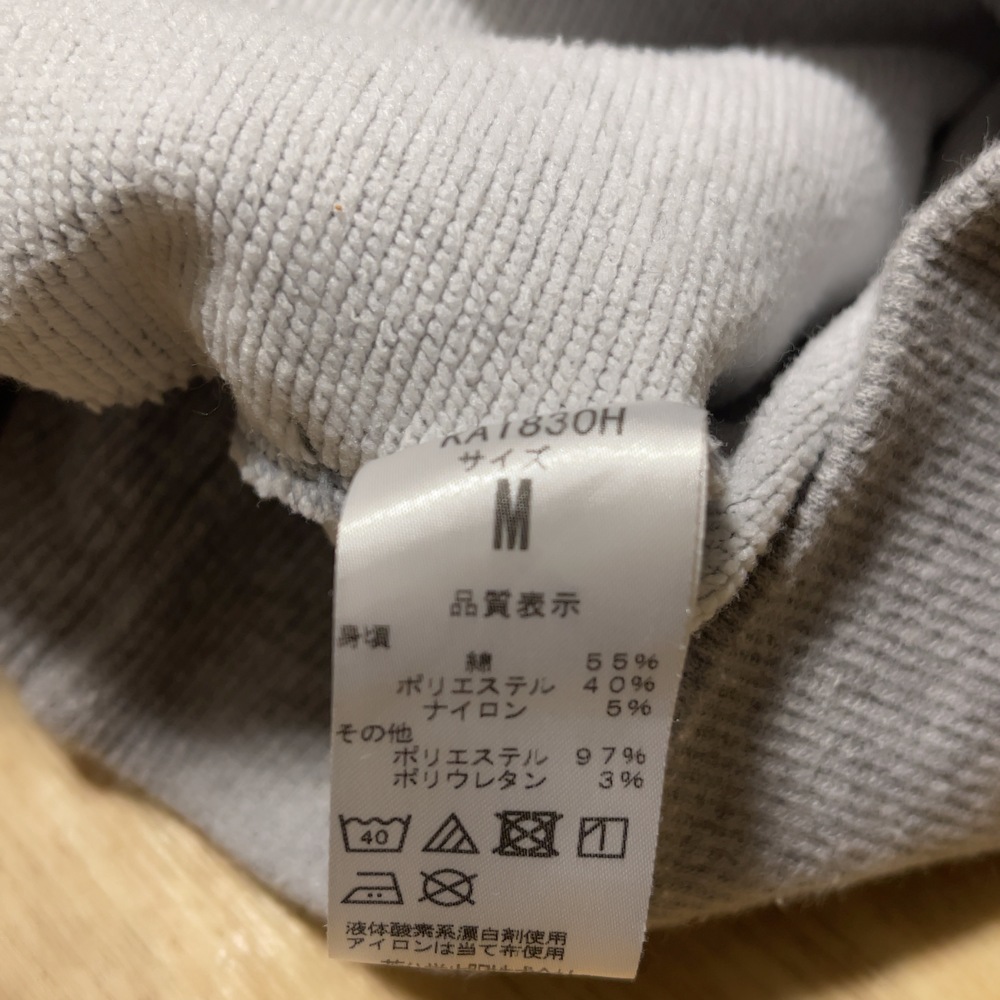 KA1830H
サイズ
M
品質表示
身頃
綿 55%
ポリエステル 40%
ナイロン 5%
その他
ポリエステル 97%
ポリウレタン 3%
40
液体酸素系漂白剤使用
アイロンは当て布使用